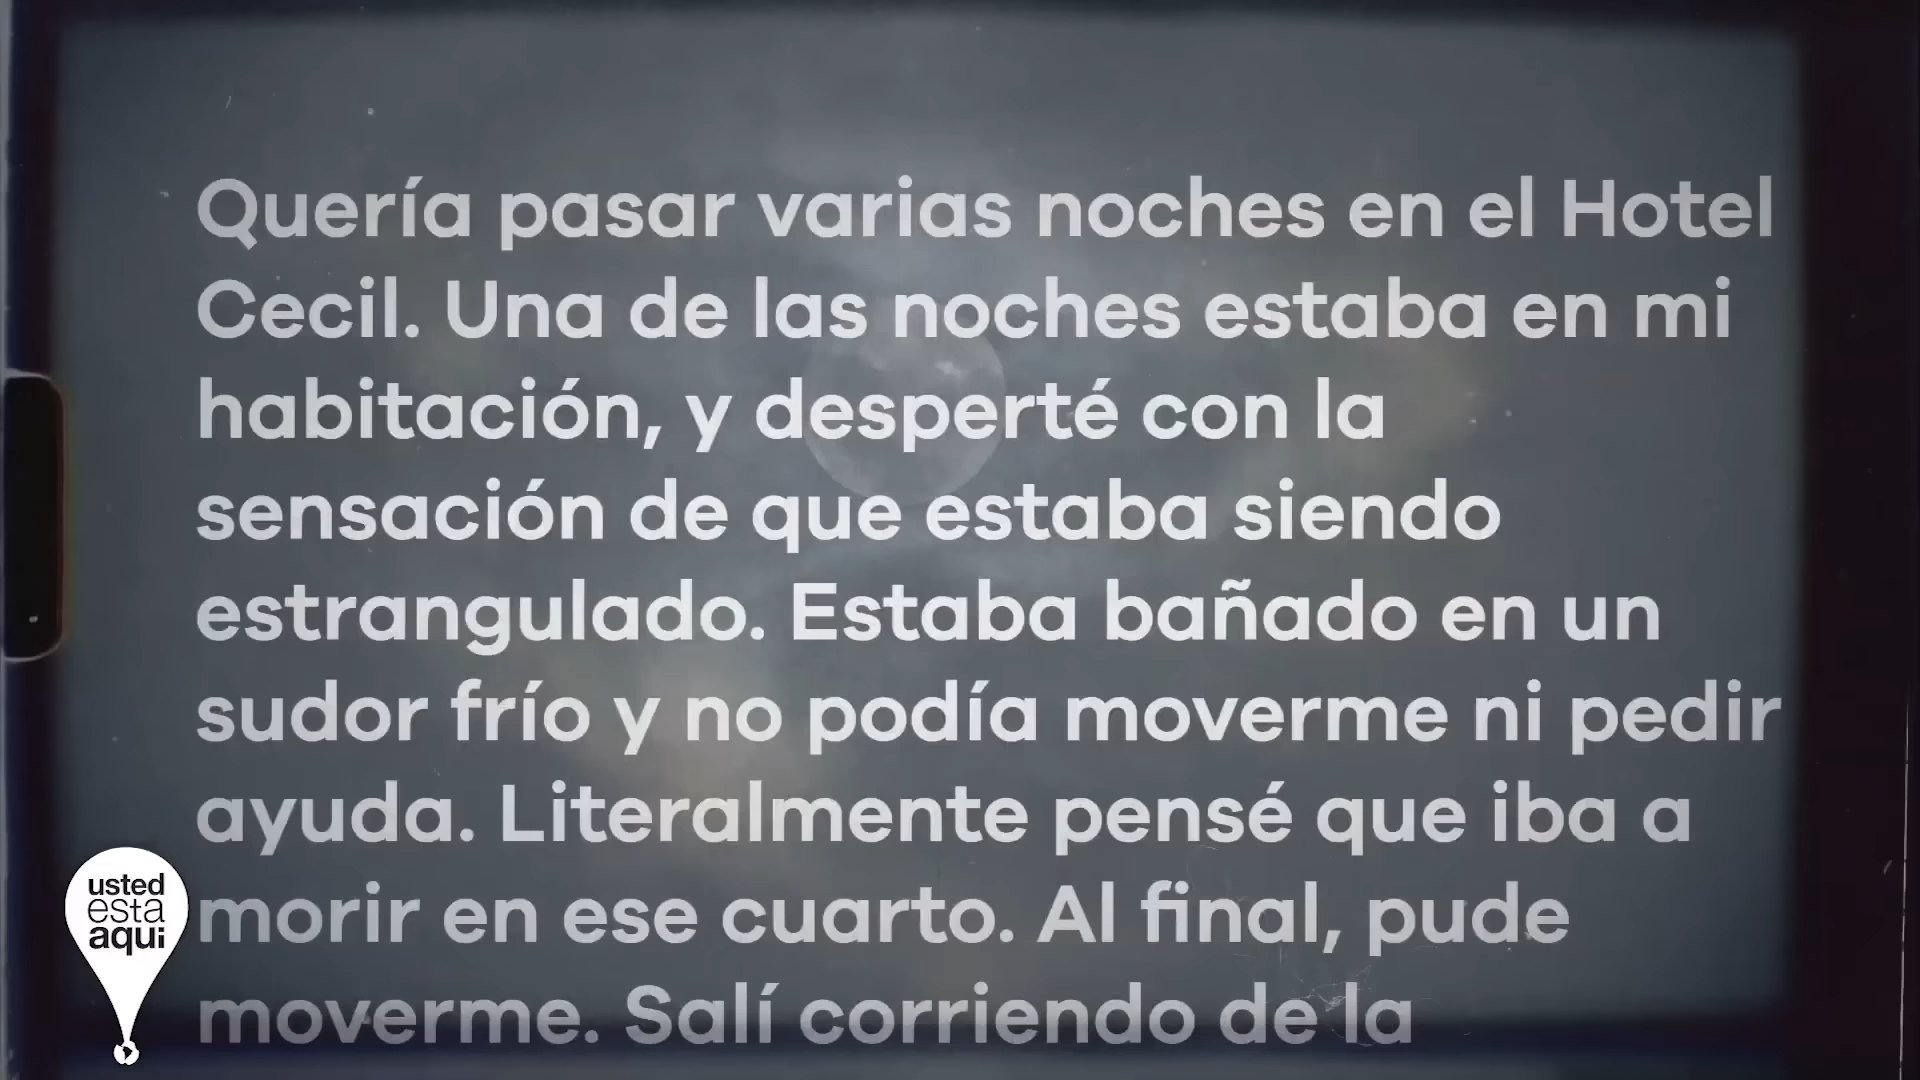 Quería pasar varias noches en el Hotel
Cecil. Una de las noches estaba en mi
habitación, y desperté con la
sensación de que estaba siendo
estrangulado. Estaba bañado en un
sudor frío y no podía moverme ni pedir
ayuda. Literalmente pensé que iba a
morir en ese cuarto. Al final, pude
moverme. Salí corriendo de la
usted
esta
aqui